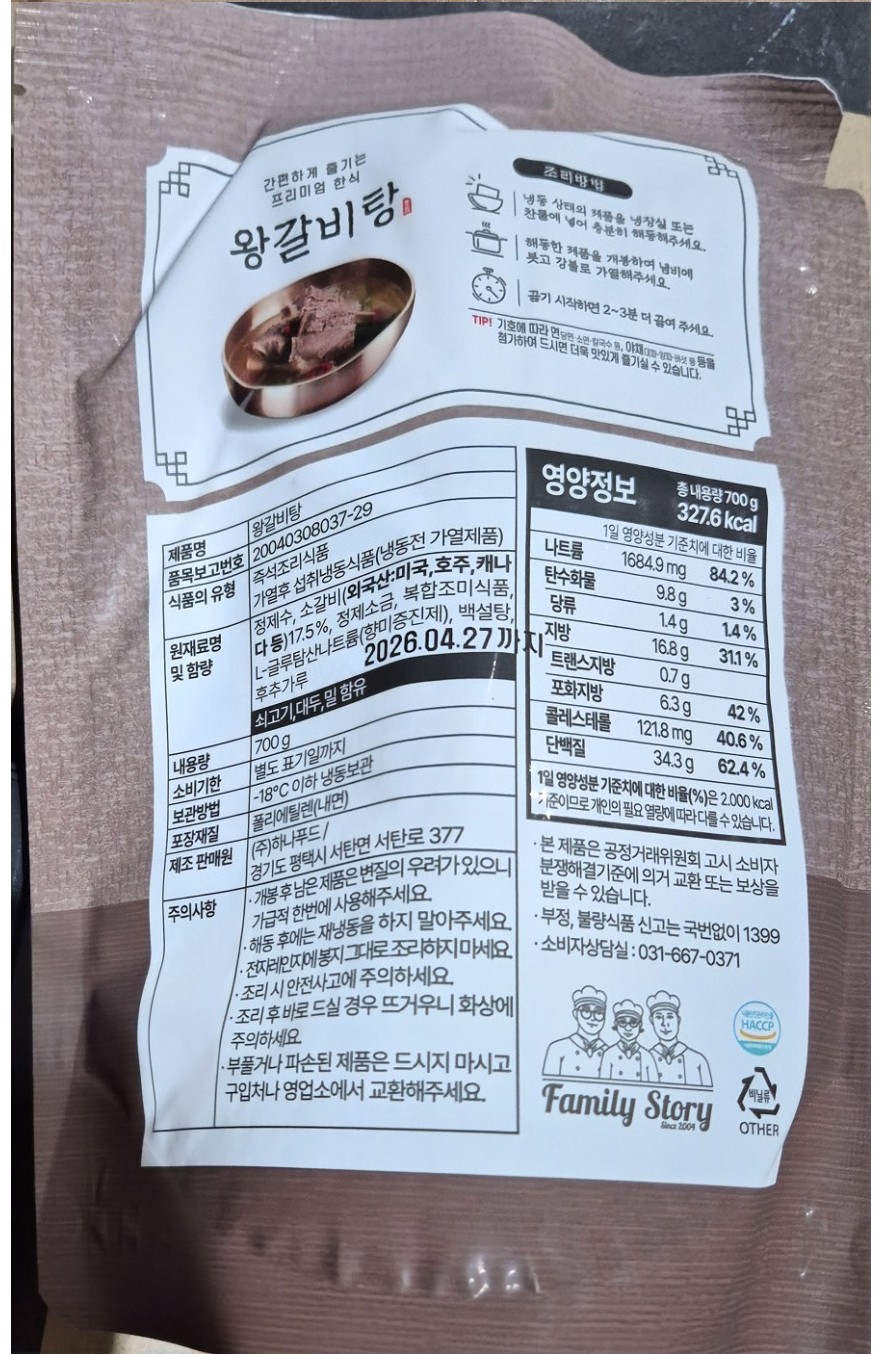 간편하게 즐기는
프리미엄 한식
왕갈비탕
조리방법
냉동 상태의 제품을 냉장실 또는
찬물에 넣어 충분히 해동해주세요.
해동한 제품을 개봉하여 냄비에
붓고 강불로 가열해주세요.
끓기 시작하면 2~3분 더 끓여 주세요.
TIP! 기호에 따라 면(당면·소면·칼국수 등), 야채(대파·양파·버섯 등) 등을
첨가하여 드시면 더욱 맛있게 즐기실 수 있습니다.
제품명 왕갈비탕
품목보고번호 20040308037-29
식품의 유형 즉석조리식품
가열후 섭취냉동식품(냉동전 가열제품)
원재료명
및 함량
정제수, 소갈비(외국산:미국,호주,캐나
다 등)17.5%, 정제소금, 복합조미식품,
L-글루탐산나트륨(향미증진제), 백설탕,
후추가루
2026.04.27까지
쇠고기,대두,밀 함유
내용량 700 g
소비기한 별도 표기일까지
보관방법 -18°C 이하 냉동보관
포장재질 폴리에틸렌(내면)
제조 판매원 (주)하나푸드 /
경기도 평택시 서탄면 서탄로 377
주의사항
·개봉 후 남은 제품은 변질의 우려가 있으니
가급적 한번에 사용해주세요.
·해동 후에는 재냉동을 하지 말아주세요.
·전자레인지에 봉지 그대로 조리하지 마세요.
·조리 시 안전사고에 주의하세요.
·조리 후 바로 드실 경우 뜨거우니 화상에
주의하세요.
·부풀거나 파손된 제품은 드시지 마시고
구입처나 영업소에서 교환해주세요.
영양정보
총 내용량 700 g
327.6 kcal
1일 영양성분 기준치에 대한 비율
나트륨 1684.9 mg 84.2 %
탄수화물 9.8 g 3 %
당류 1.4 g 1.4 %
지방 16.8 g 31.1 %
트랜스지방 0.7 g
포화지방 6.3 g 42 %
콜레스테롤 121.8 mg 40.6 %
단백질 34.3 g 62.4 %
1일 영양성분 기준치에 대한 비율(%)은 2,000 kcal
기준이므로 개인의 필요 열량에 따라 다를 수 있습니다.
·본 제품은 공정거래위원회 고시 소비자
분쟁해결기준에 의거 교환 또는 보상을
받을 수 있습니다.
·부정, 불량식품 신고는 국번없이 1399
·소비자상담실 : 031-667-0371
HACCP
Family Story
Since 2004
비닐류
OTHER